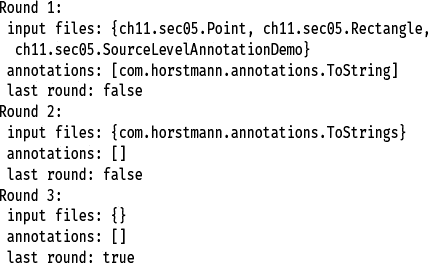 Round 1:
input files: {ch11.sec05.Point, ch11.sec05.Rectangle,
ch11.sec05.SourceLevelAnnotationDemo}
annotations: [com.horstmann.annotations.ToString]
last round: false
Round 2:
input files: {com.horstmann.annotations.ToStrings}
annotations: []
last round: false
Round 3:
input files: {}
annotations: []
last round: true